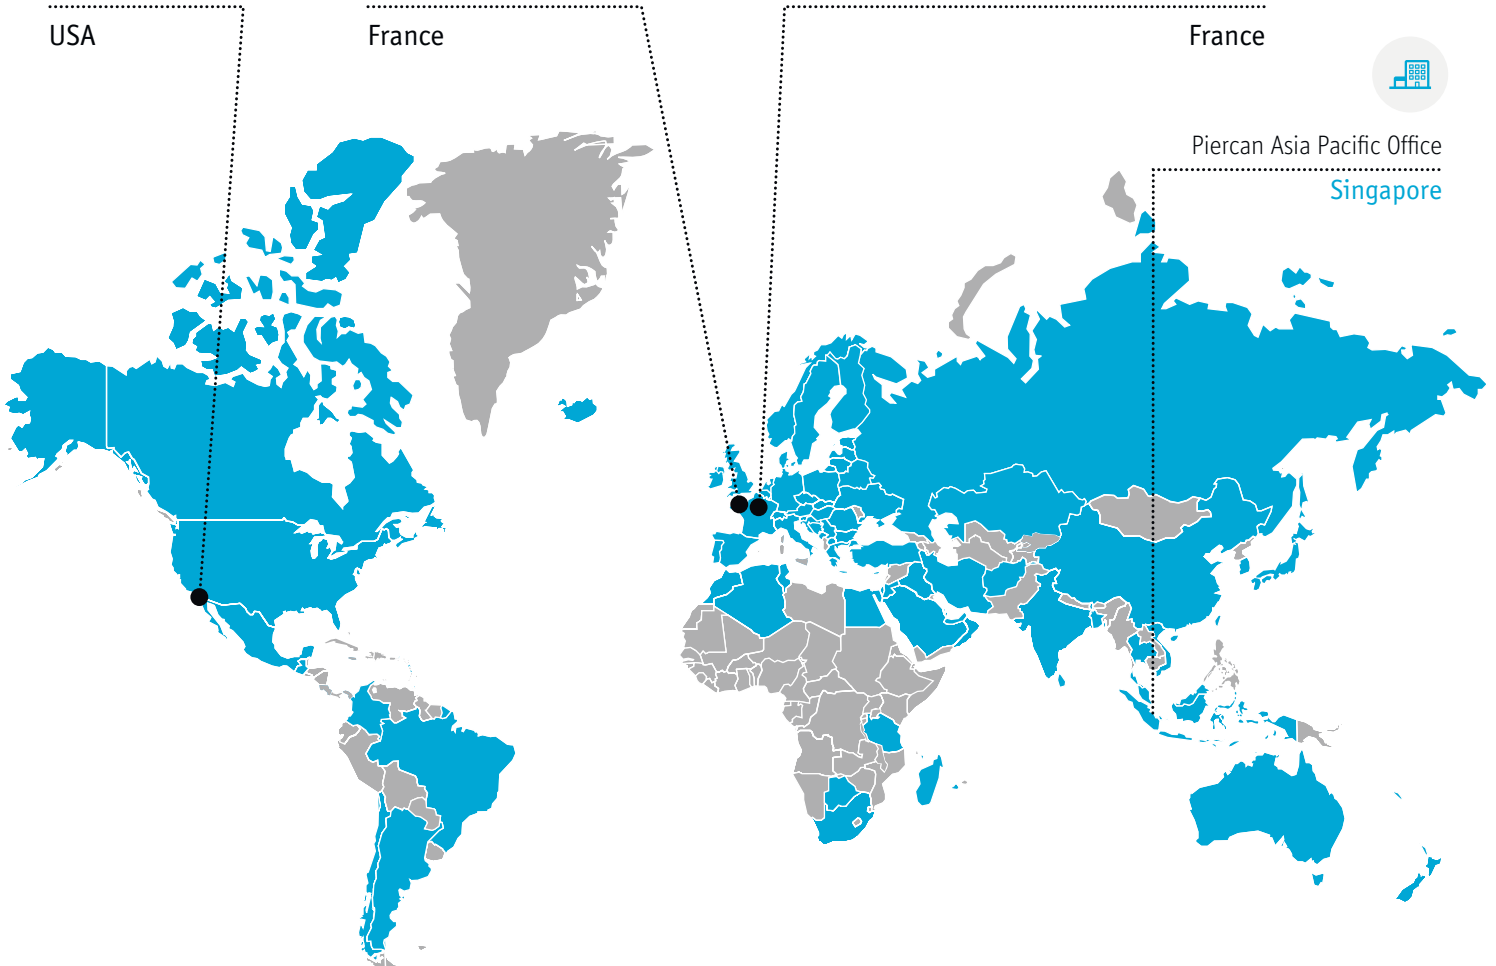 USA
France
France
Piercan Asia Pacific Office
Singapore